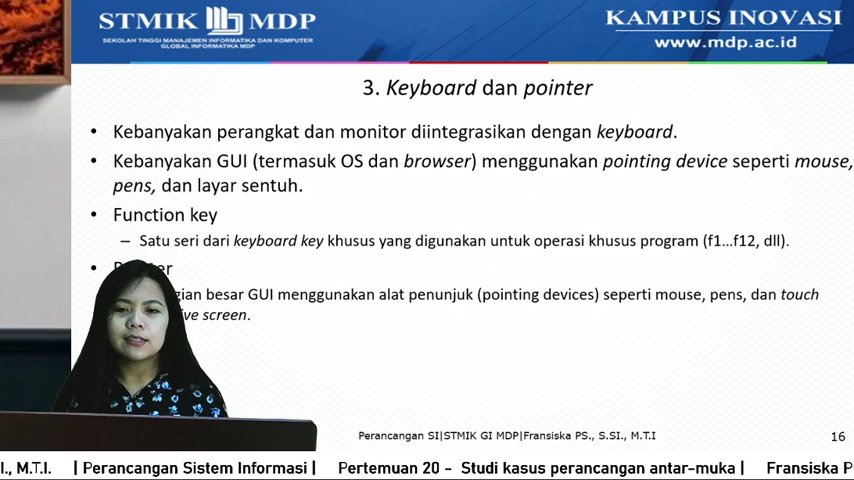 STMIK MDP
SEKOLAH TINGGI MANAJEMEN INFORMATIKA DAN KOMPUTER
GLOBAL INFORMATIKA MDP
KAMPUS INOVASI
www.mdp.ac.id
3. Keyboard dan pointer
• Kebanyakan perangkat dan monitor diintegrasikan dengan keyboard.
• Kebanyakan GUI (termasuk OS dan browser) menggunakan pointing device seperti mouse,
pens, dan layar sentuh.
• Function key
– Satu seri dari keyboard key khusus yang digunakan untuk operasi khusus program (f1…f12, dll).
•
besar GUI menggunakan alat penunjuk (pointing devices) seperti mouse, pens, dan touch
screen.
Perancangan SI|STMIK GI MDP|Fransiska PS., S.SI., M.T.I
16
I., M.T.I. | Perancangan Sistem Informasi | Pertemuan 20 - Studi kasus perancangan antar-muka | Fransiska P